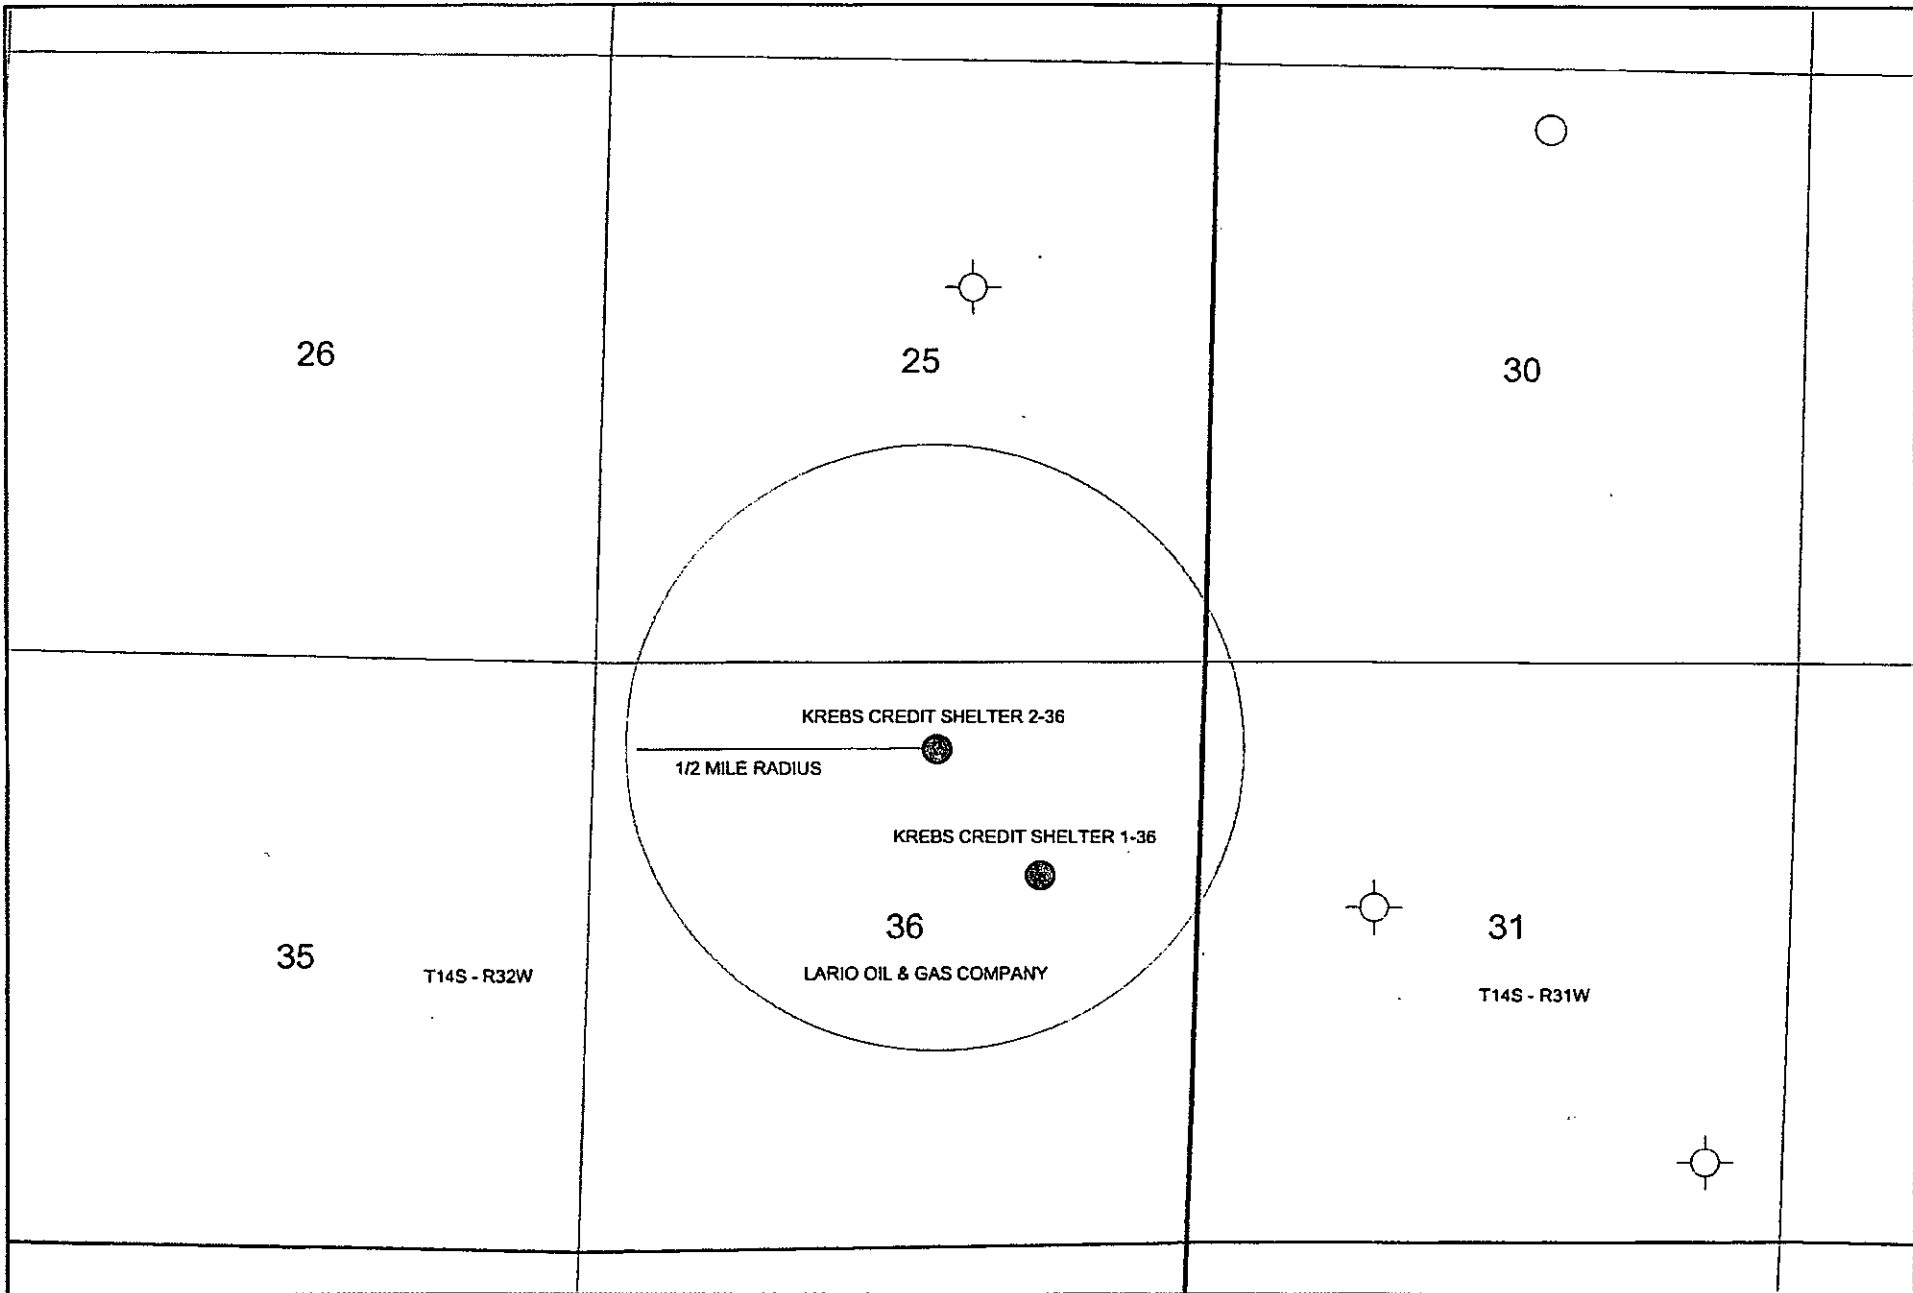 26
25
30
KREBS CREDIT SHELTER 2-36
1/2 MILE RADIUS
KREBS CREDIT SHELTER 1-36
36
31
35
T14S - R32W
LARIO OIL & GAS COMPANY
T14S - R31W